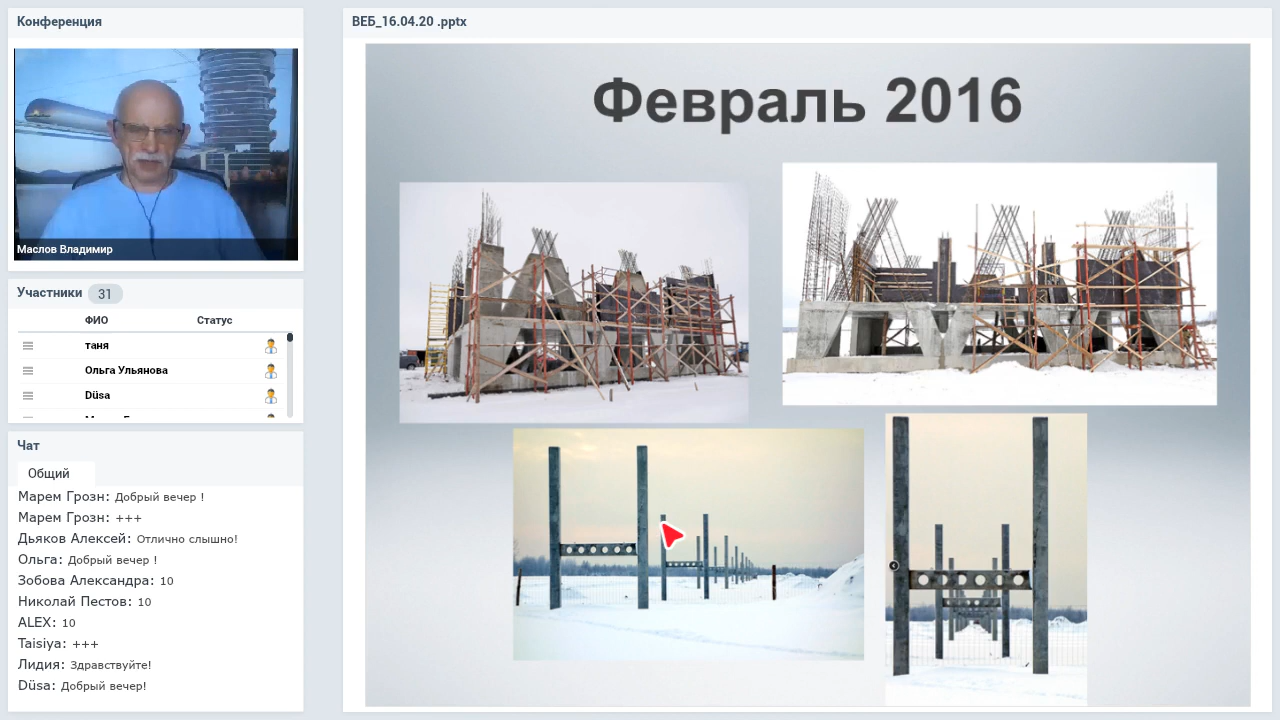 Конференция
Маслов Владимир
Участники 31
ФИО Статус
таня
Ольга Ульянова
Düsa
Чат
Общий
Марем Грозн: Добрый вечер !
Марем Грозн: +++
Дьяков Алексей: Отлично слышно!
Ольга: Добрый вечер !
Зобова Александра: 10
Николай Пестов: 10
ALEX: 10
Taisiya: +++
Лидия: Здравствуйте!
Düsa: Добрый вечер!
ВЕБ_16.04.20 .pptx
Февраль 2016